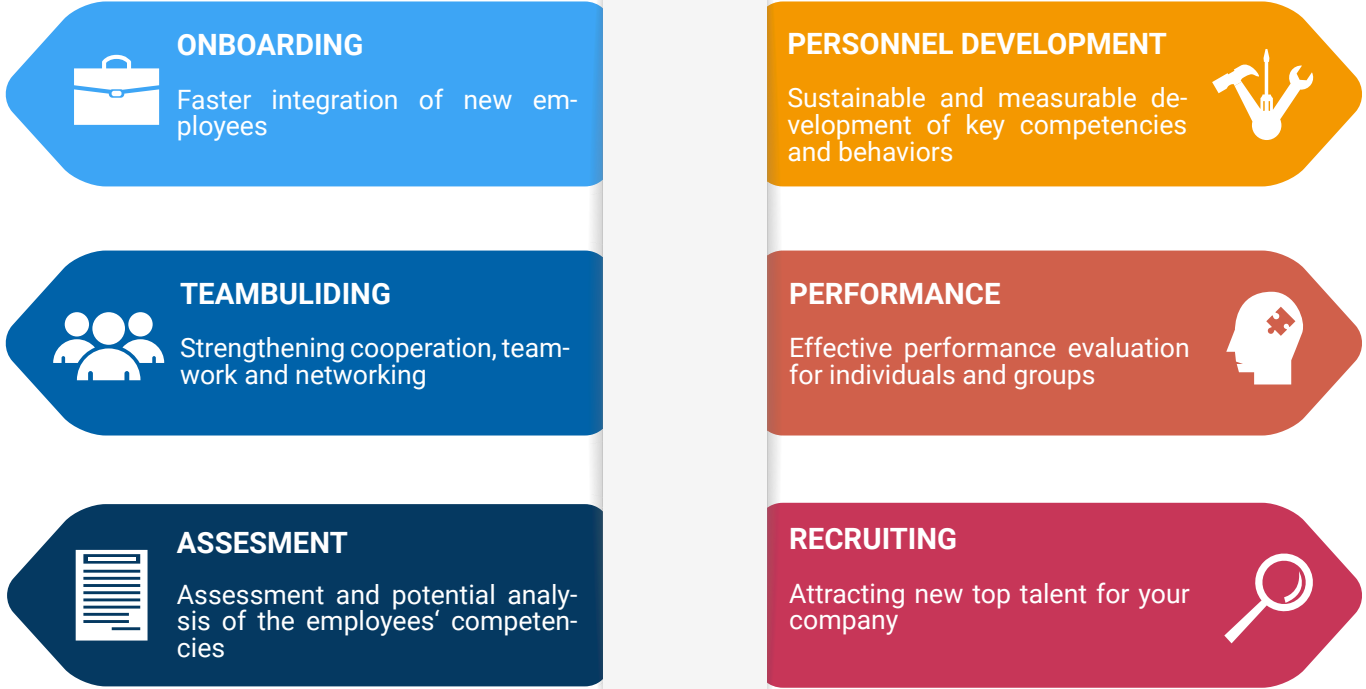 ONBOARDING
Faster integration of new em-
ployees
TEAMBULIDING
Strengthening cooperation, team-
work and networking
ASSESMENT
Assessment and potential analy-
sis of the employees‘ competen-
cies
PERSONNEL DEVELOPMENT
Sustainable and measurable de-
velopment of key competencies
and behaviors
PERFORMANCE
Effective performance evaluation
for individuals and groups
RECRUITING
Attracting new top talent for your
company